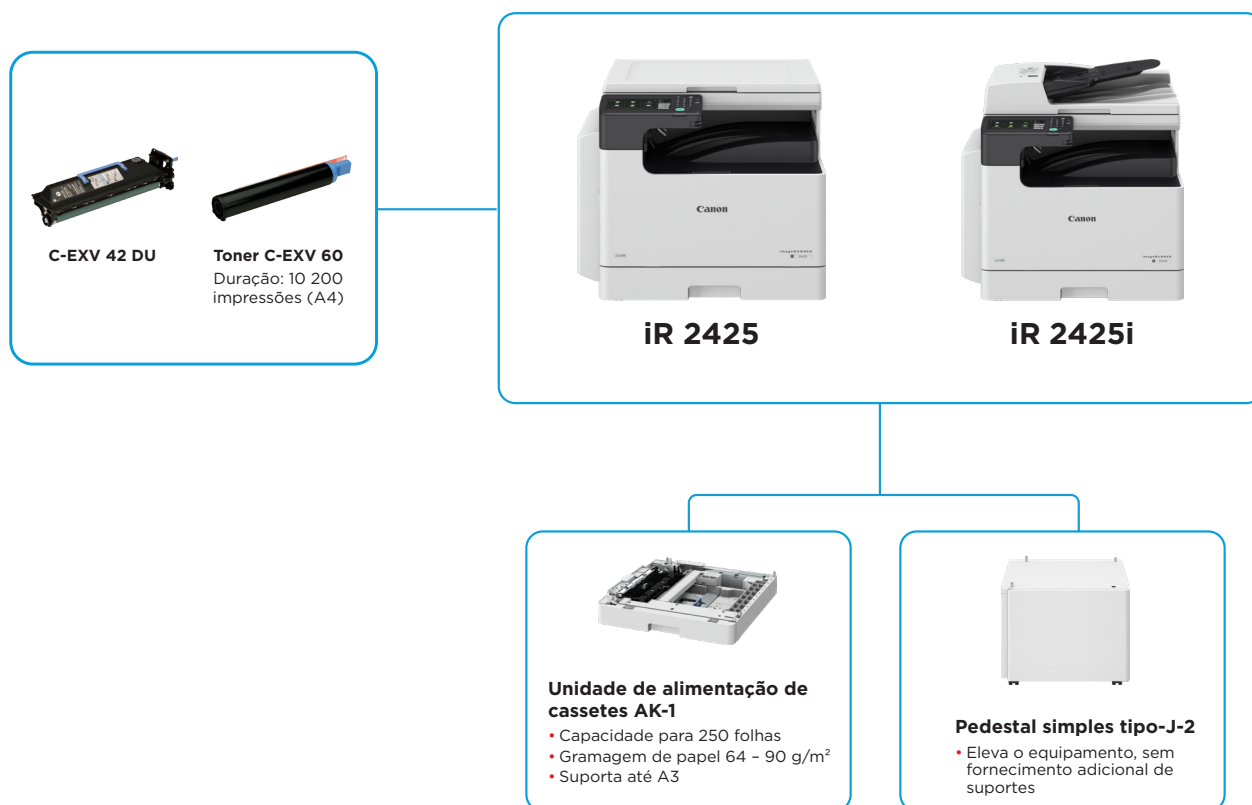 Canon
Canon
C-EXV 42 DU
Toner C-EXV 60
Duração: 10 200
impressões (A4)
iR 2425
iR 2425i
Unidade de alimentação de
cassetes AK-1
• Capacidade para 250 folhas
• Gramagem de papel 64 – 90 g/m²
• Suporta até A3
Pedestal simples tipo-J-2
• Eleva o equipamento, sem
fornecimento adicional de
suportes